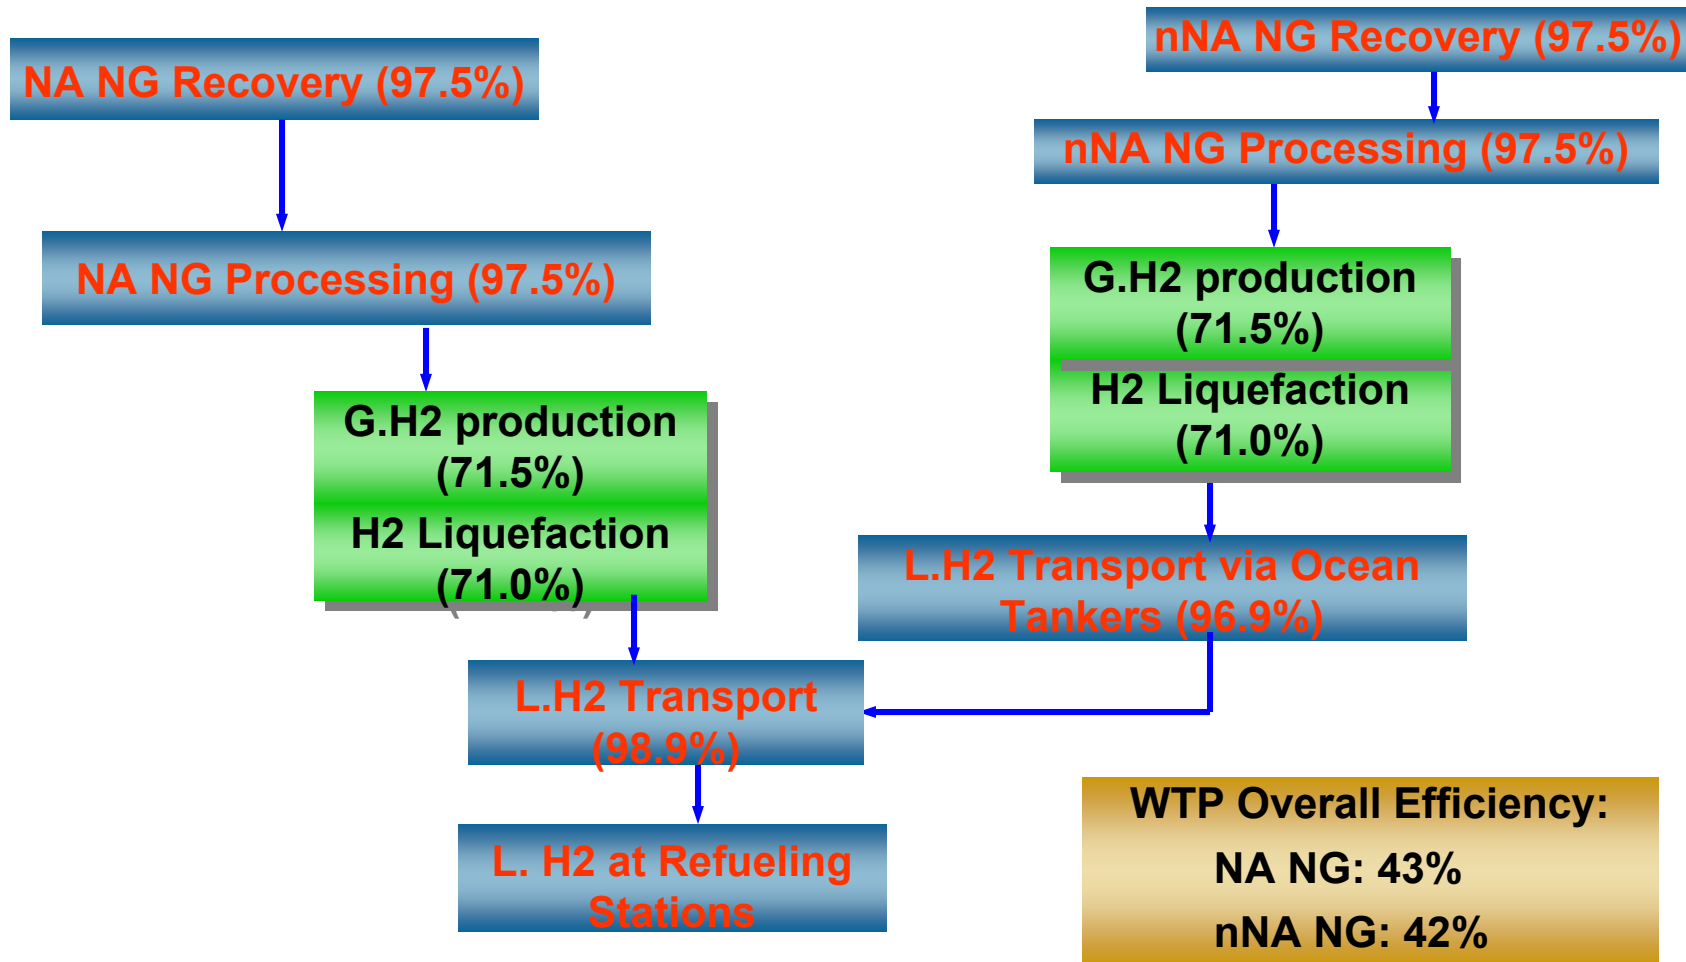 NA NG Recovery (97.5%)
NA NG Processing (97.5%)
G.H2 production
(71.5%)
H2 Liquefaction
(71.0%)
nNA NG Recovery (97.5%)
nNA NG Processing (97.5%)
G.H2 production
(71.5%)
H2 Liquefaction
(71.0%)
L.H2 Transport via Ocean
Tankers (96.9%)
L.H2 Transport
(98.9%)
L. H2 at Refueling
Stations
WTP Overall Efficiency:
NA NG: 43%
nNA NG: 42%